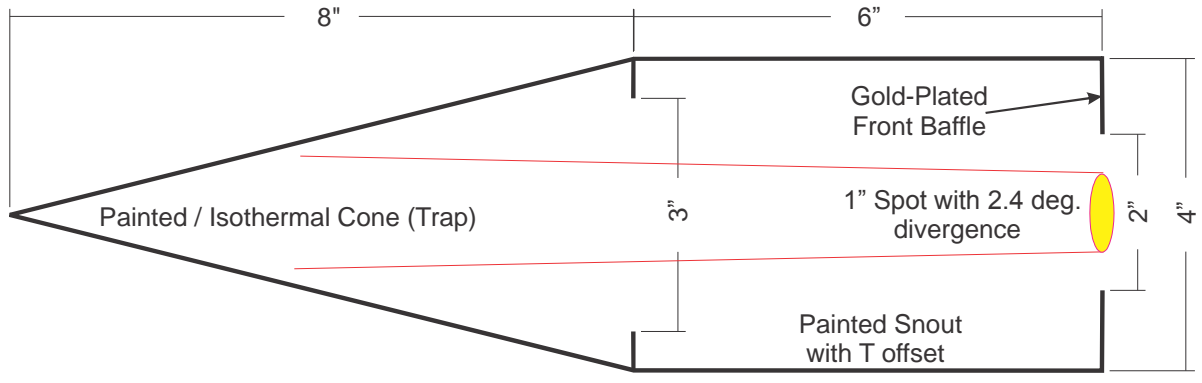 8"
6”
Gold-Plated
Front Baffle
Painted / Isothermal Cone (Trap)
3”
1” Spot with 2.4 deg.
divergence
2”
4”
Painted Snout
with T offset